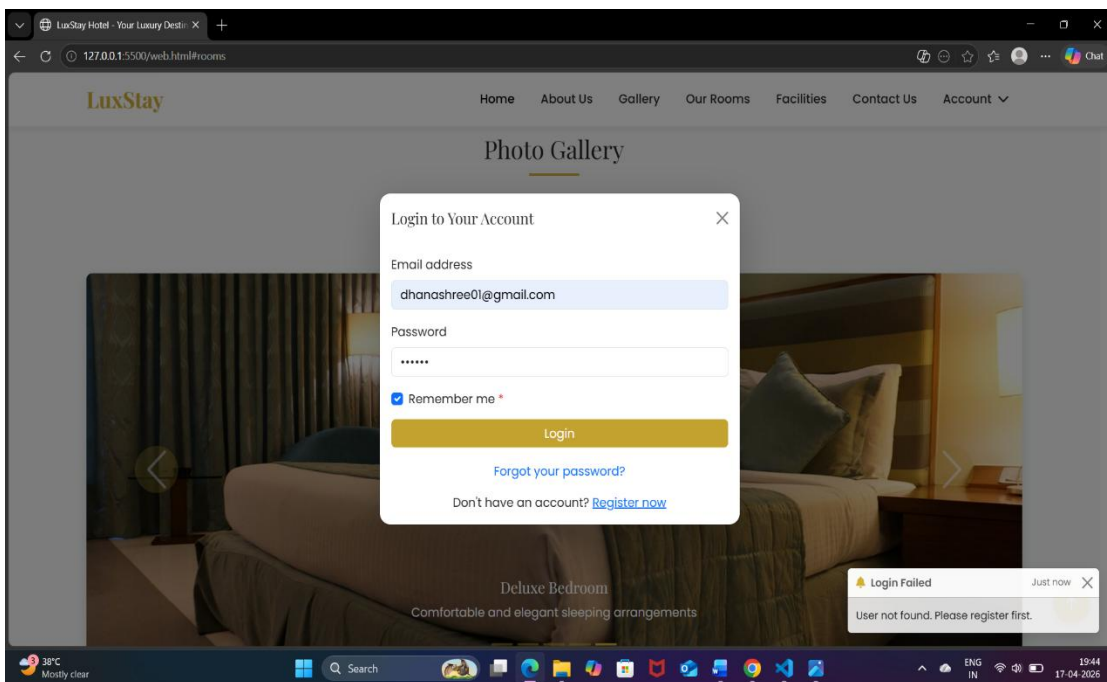 LuxStay Hotel - Your Luxury Destin
127.0.0.1:5500/web.html#rooms
Chat
LuxStay
Home About Us Gallery Our Rooms Facilities Contact Us Account
Photo Gallery
Login to Your Account
Email address
dhanashree01@gmail.com
Password
••••••
Remember me *
Login
Forgot your password?
Don't have an account? Register now
Deluxe Bedroom
Comfortable and elegant sleeping arrangements
Login Failed Just now
User not found. Please register first.
3
38°C
Mostly clear
Search
ENG
IN
19:44
17-04-2026